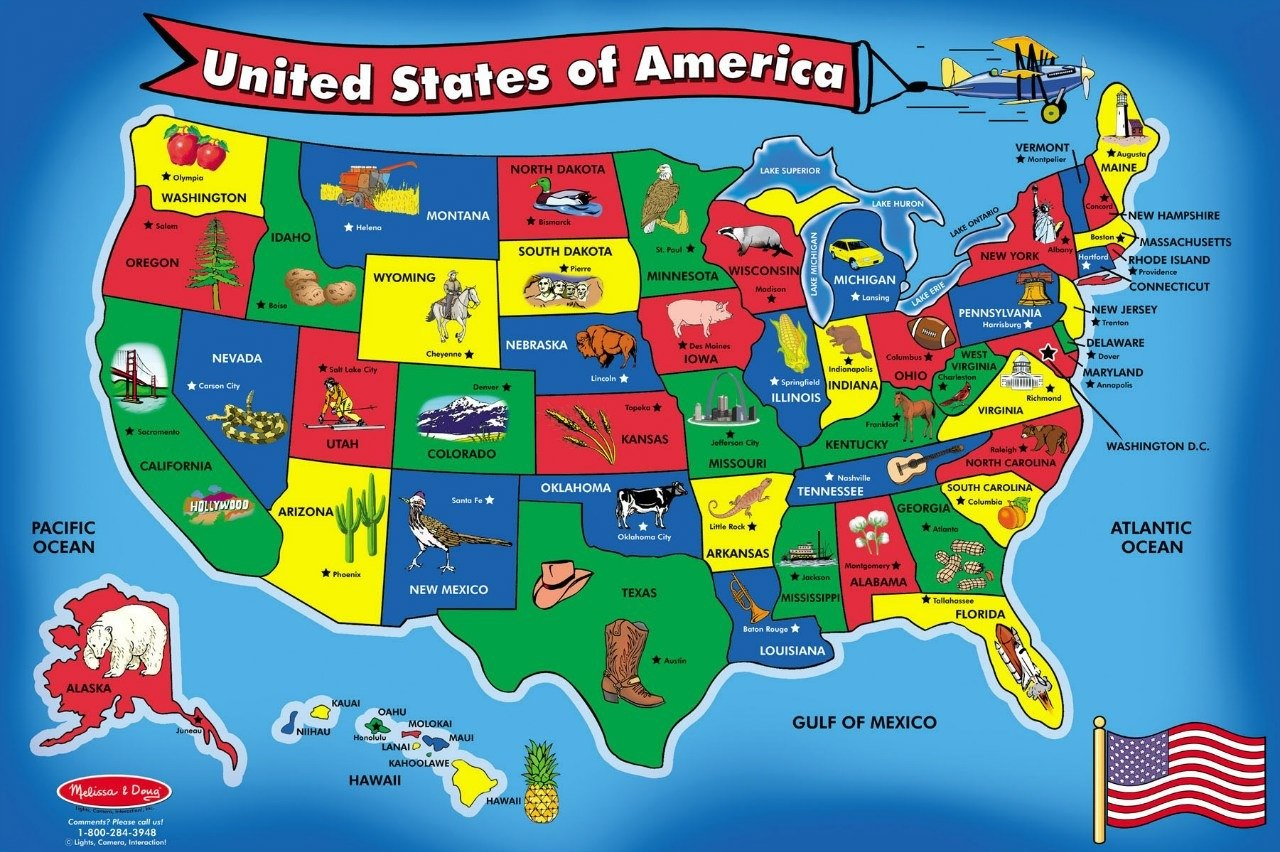 United States of America
VERMONT
Montpelier
Augusta
MAINE
Olympia
WASHINGTON
Helena
MONTANA
NORTH DAKOTA
Bismarck
LAKE SUPERIOR
LAKE HURON
LAKE ONTARIO
Concord
NEW HAMPSHIRE
Salem
OREGON
IDAHO
Boise
WYOMING
Cheyenne
SOUTH DAKOTA
Pierre
St. Paul
MINNESOTA
WISCONSIN
Madison
LAKE MICHIGAN
MICHIGAN
Lansing
LAKE ERIE
NEW YORK
Albany
Boston
MASSACHUSETTS
Hartford
RHODE ISLAND
Providence
CONNECTICUT
PENNSYLVANIA
Harrisburg
NEW JERSEY
Trenton
DELAWARE
Dover
MARYLAND
Annapolis
NEVADA
Carson City
Salt Lake City
UTAH
Denver
COLORADO
NEBRASKA
Lincoln
Des Moines
IOWA
Springfield
ILLINOIS
Indianapolis
INDIANA
Columbus
OHIO
WEST
VIRGINIA
Charleston
Richmond
VIRGINIA
WASHINGTON D.C.
Sacramento
CALIFORNIA
HOLLYWOOD
Topeka
KANSAS
Jefferson City
MISSOURI
Frankfort
KENTUCKY
Raleigh
NORTH CAROLINA
ARIZONA
Phoenix
Santa Fe
NEW MEXICO
OKLAHOMA
Oklahoma City
Little Rock
ARKANSAS
Nashville
TENNESSEE
SOUTH CAROLINA
Columbia
GEORGIA
Atlanta
PACIFIC
OCEAN
ATLANTIC
OCEAN
TEXAS
Austin
Jackson
MISSISSIPPI
Montgomery
ALABAMA
Baton Rouge
LOUISIANA
Tallahassee
FLORIDA
ALASKA
Juneau
KAUAI
NIIHAU
OAHU
Honolulu
MOLOKAI
LANAI
MAUI
KAHOOLAWE
HAWAII
HAWAII
GULF OF MEXICO
Melissa & Doug
Lights, Camera, Interaction!, Inc.
Comments? Please call us!
1-800-284-3948
© Lights, Camera, Interaction!